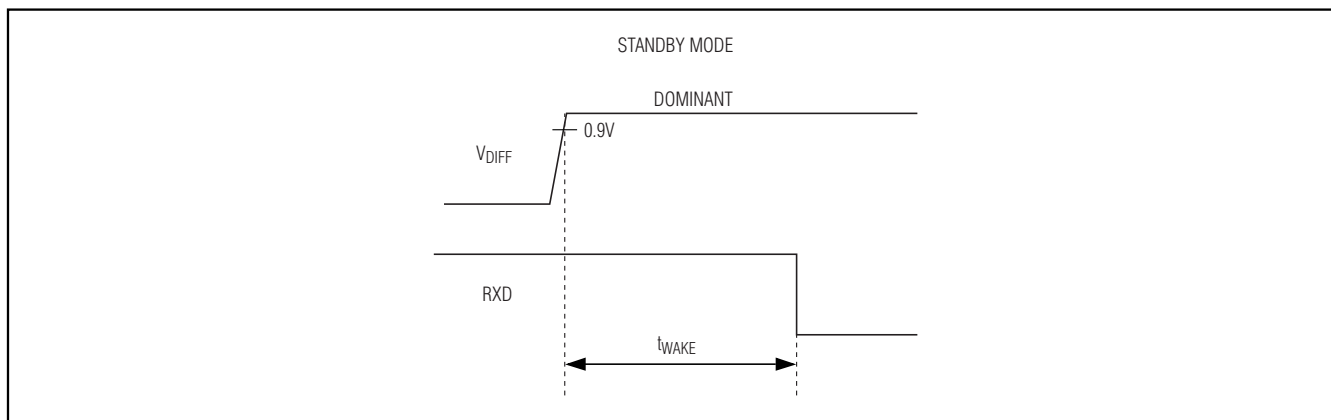 STANDBY MODE
DOMINANT
0.9V
VDIFF
RXD
tWAKE